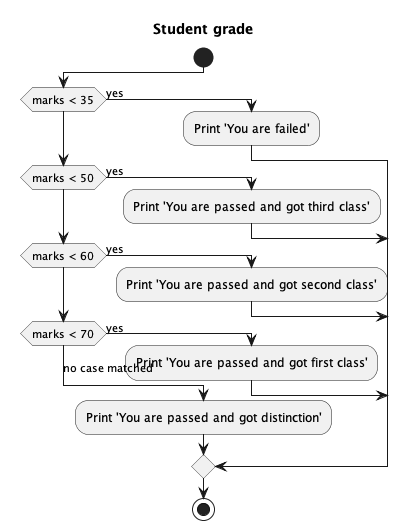 Student grade
marks < 35
yes
Print 'You are failed'
marks < 50
yes
Print 'You are passed and got third class'
marks < 60
yes
Print 'You are passed and got second class'
marks < 70
yes
Print 'You are passed and got first class'
no case matched
Print 'You are passed and got distinction'